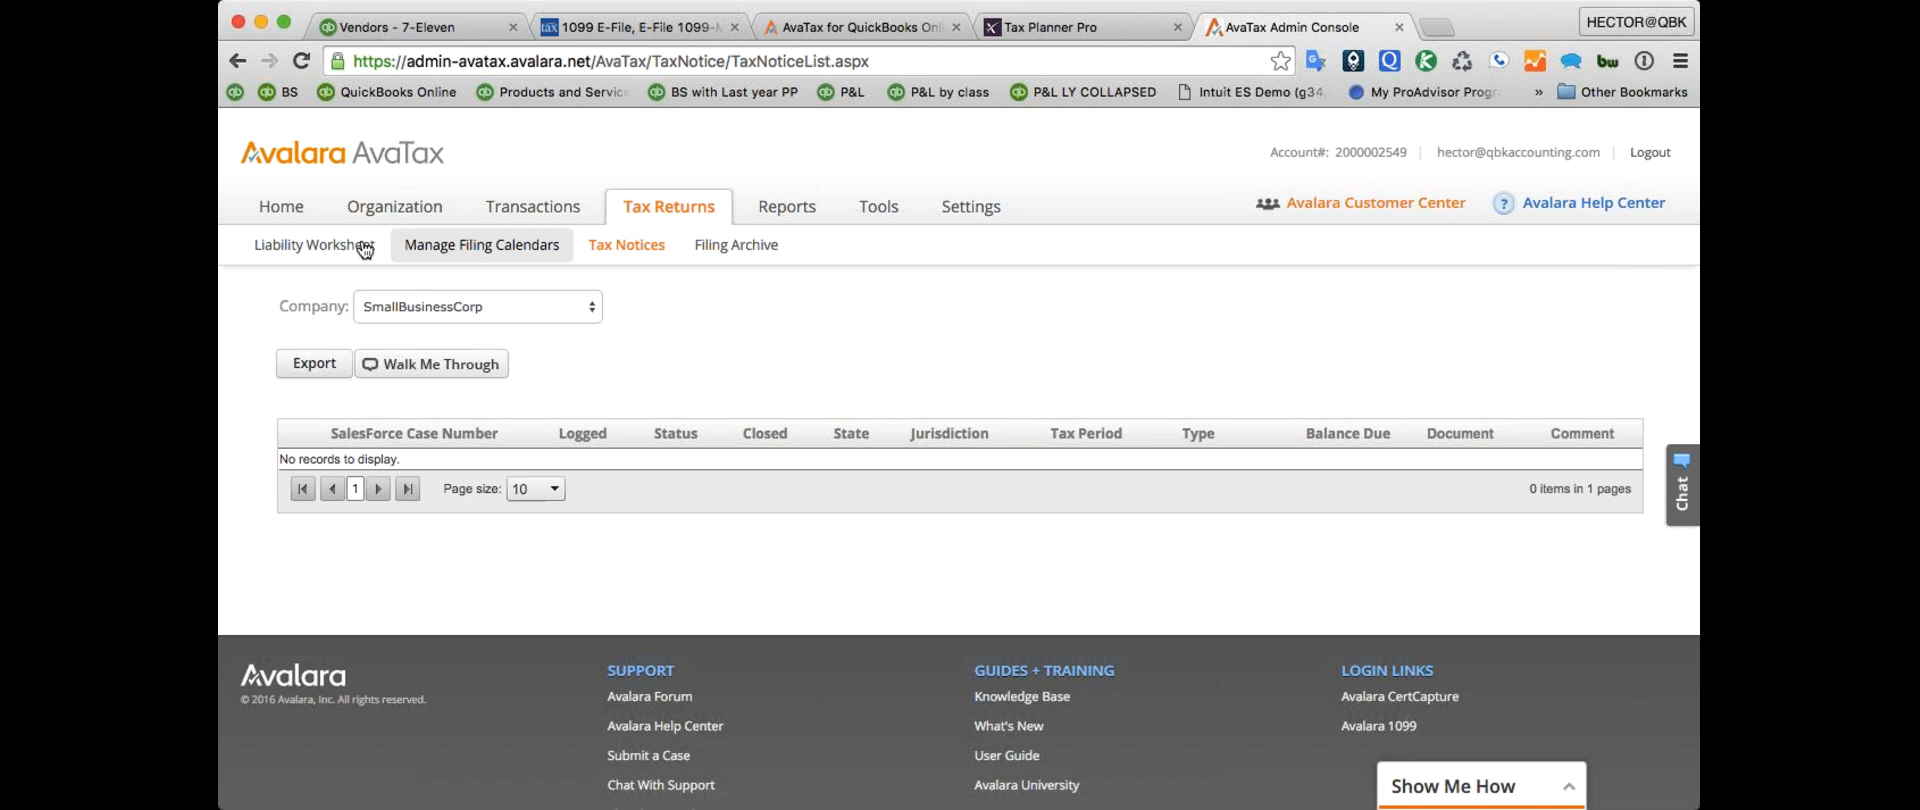 Vendors - 7-Eleven
1099 E-File, E-File 1099-
AvaTax for QuickBooks Onl
Tax Planner Pro
AvaTax Admin Console
HECTOR@QBK
https://admin-avatax.avalara.net/AvaTax/TaxNotice/TaxNoticeList.aspx
BS
QuickBooks Online
Products and Servic
BS with Last year PP
P&L
P&L by class
P&L LY COLLAPSED
Intuit ES Demo (g34
My ProAdvisor Progr
»
Other Bookmarks
Avalara AvaTax
Account#: 2000002549
hector@qbkaccounting.com
Logout
Home
Organization
Transactions
Tax Returns
Reports
Tools
Settings
Avalara Customer Center
? Avalara Help Center
Liability Worksheet
Manage Filing Calendars
Tax Notices
Filing Archive
Company: SmallBusinessCorp
Export
Walk Me Through
SalesForce Case Number
Logged
Status
Closed
State
Jurisdiction
Tax Period
Type
Balance Due
Document
Comment
No records to display.
1
Page size: 10
0 items in 1 pages
Chat
Avalara
© 2016 Avalara, Inc. All rights reserved.
SUPPORT
Avalara Forum
Avalara Help Center
Submit a Case
Chat With Support
GUIDES + TRAINING
Knowledge Base
What's New
User Guide
Avalara University
LOGIN LINKS
Avalara CertCapture
Avalara 1099
Show Me How